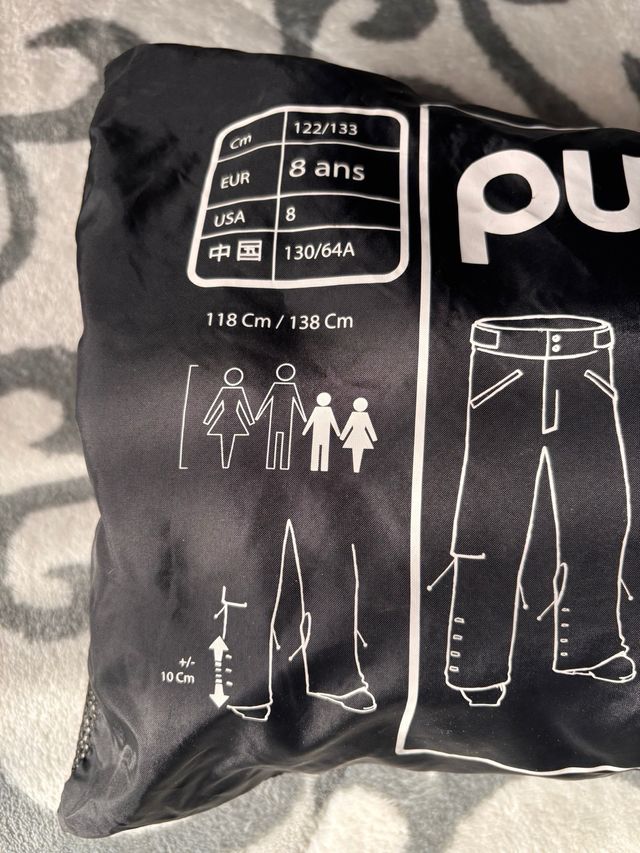 Cm 122/133
EUR 8 ans
USA 8
中国 130/64A
118 Cm / 138 Cm
+/-
10 Cm
pu